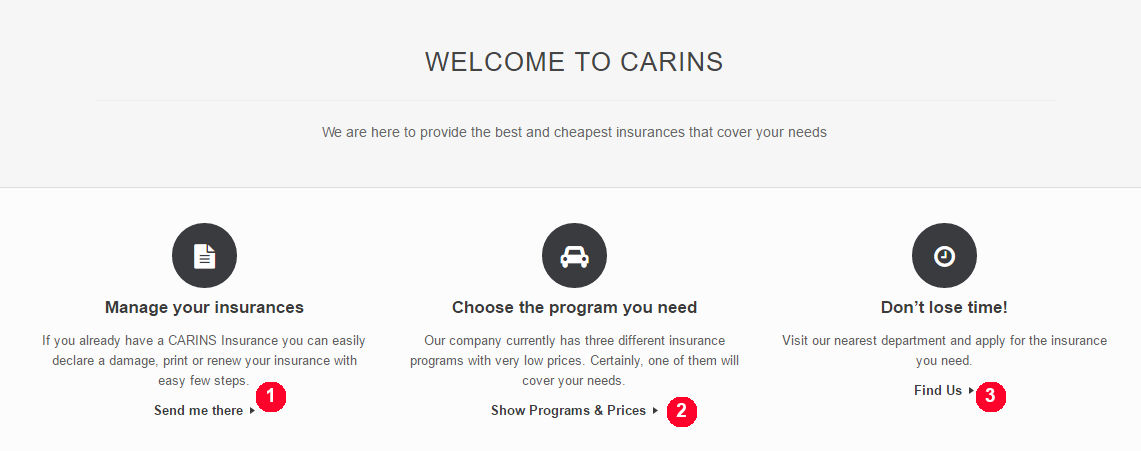 WELCOME TO CARINS
We are here to provide the best and cheapest insurances that cover your needs
Manage your insurances
If you already have a CARINS Insurance you can easily
declare a damage, print or renew your insurance with
easy few steps.
Send me there
1
Choose the program you need
Our company currently has three different insurance
programs with very low prices. Certainly, one of them will
cover your needs.
Show Programs & Prices
2
Don’t lose time!
Visit our nearest department and apply for the insurance
you need.
Find Us
3